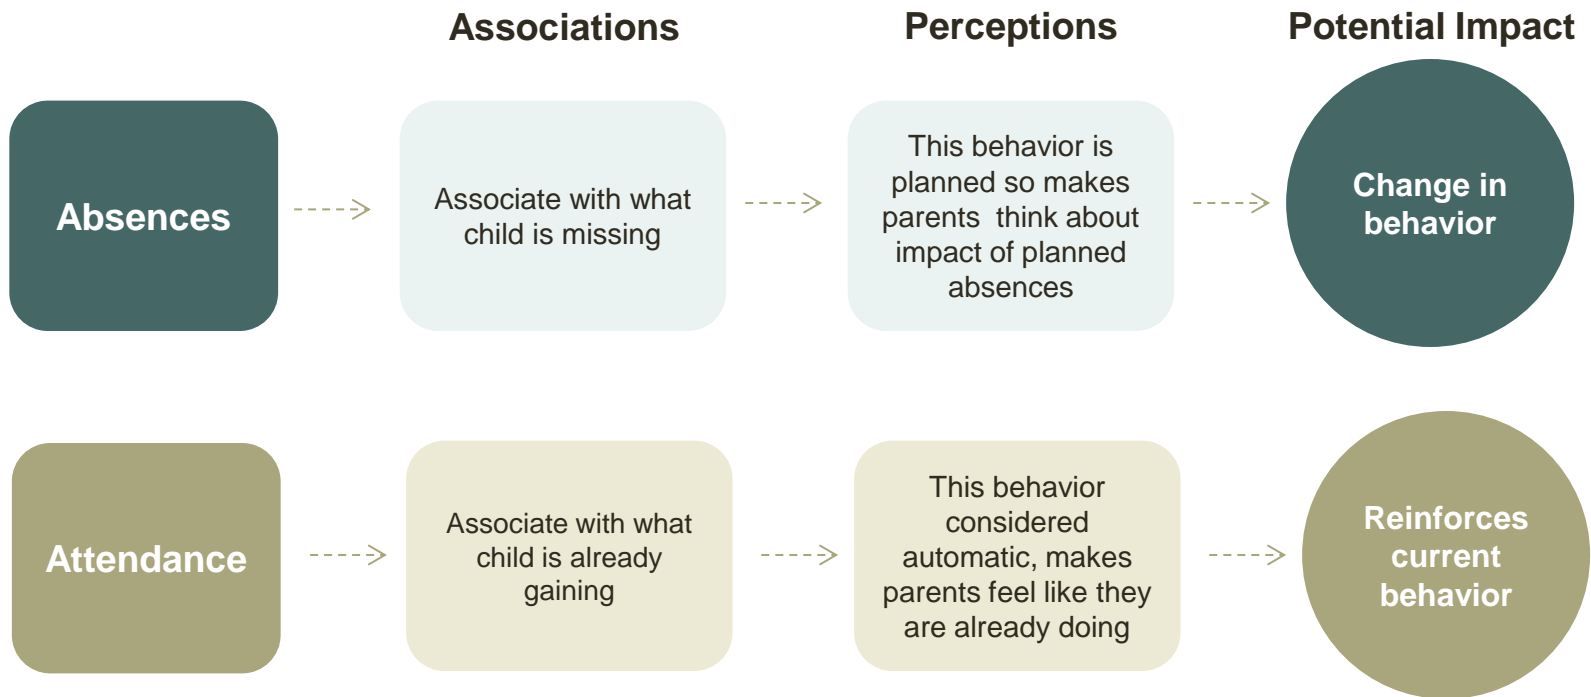 Associations
Perceptions
Potential Impact
Absences
Associate with what
child is missing
This behavior is
planned so makes
parents  think about
impact of planned
absences
Change in
behavior
Attendance
Associate with what
child is already
gaining
This behavior
considered
automatic, makes
parents feel like they
are already doing
Reinforces
current
behavior